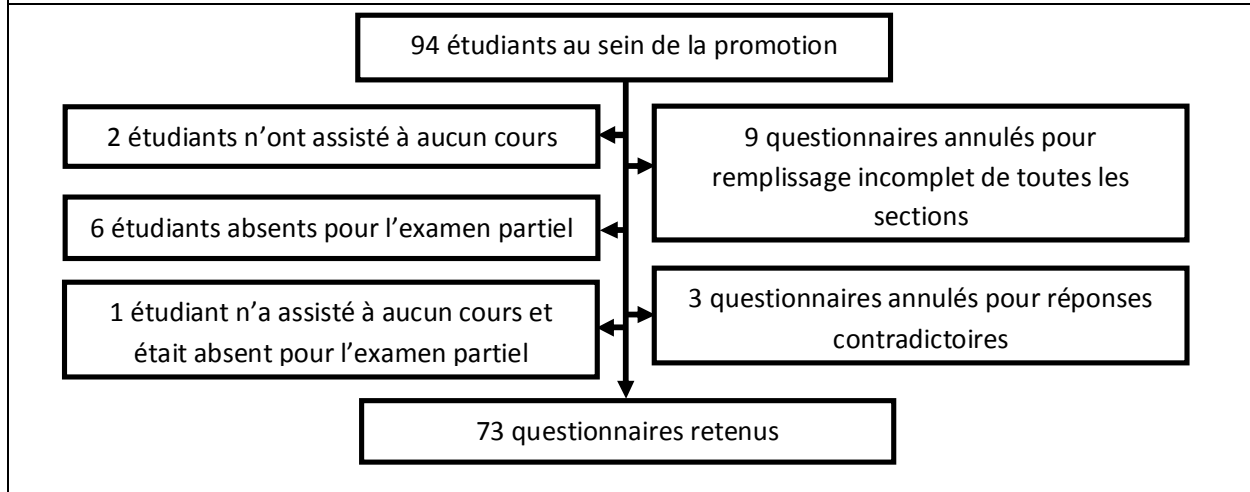 94 étudiants au sein de la promotion
2 étudiants n’ont assisté à aucun cours
9 questionnaires annulés pour
remplissage incomplet de toutes les
sections
6 étudiants absents pour l’examen partiel
1 étudiant n’a assisté à aucun cours et
était absent pour l’examen partiel
3 questionnaires annulés pour réponses
contradictoires
73 questionnaires retenus